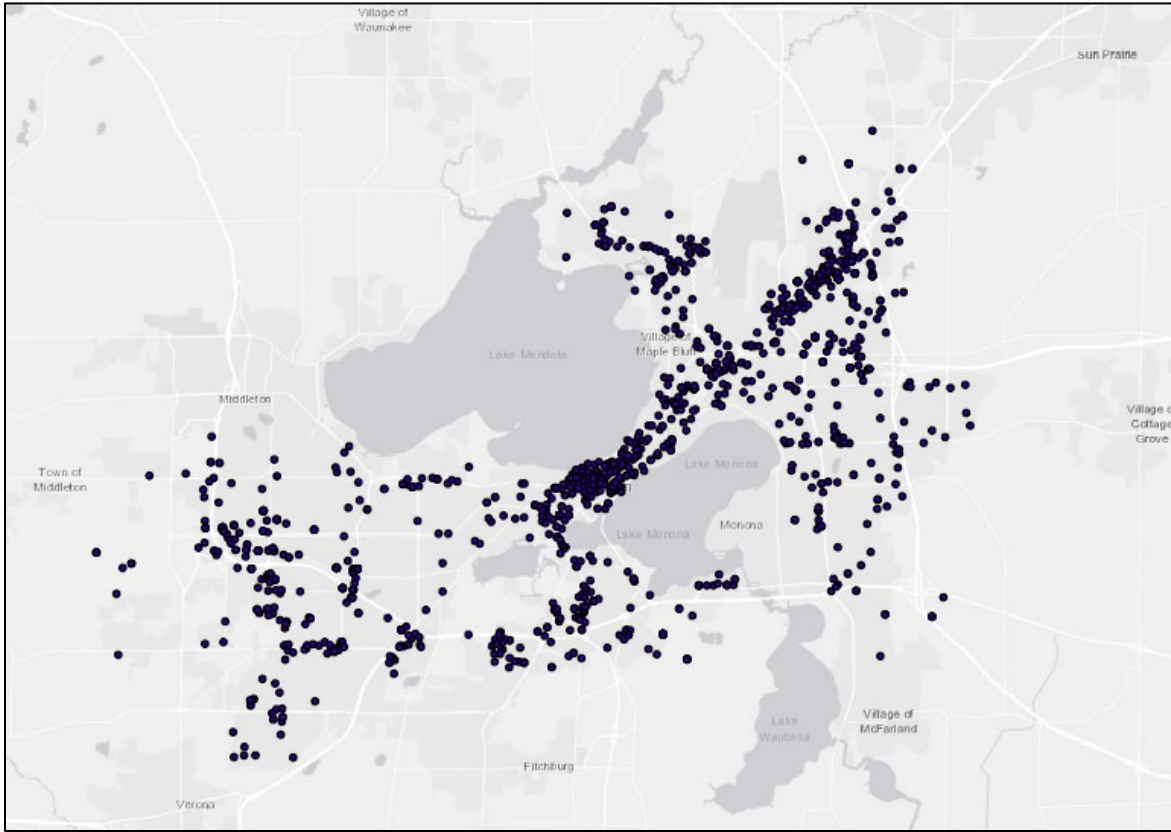 Village of
Waunakee
Sun Prairie
Lake Mendota
Village of
Maple Bluff
Middleton
Village of
Cottage
Grove
Town of
Middleton
Lake Monona
Lake Monona
Monona
Village of
McFarland
Lake
Waubesa
Fitchburg
Verona